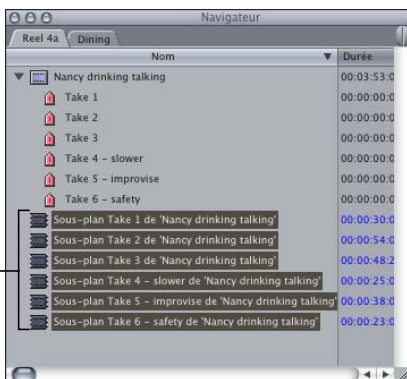 Navigateur
Reel 4a Dining
Nom Durée
Nancy drinking talking 00:03:53:0
Take 1 00:00:00:0
Take 2 00:00:00:0
Take 3 00:00:00:0
Take 4 – slower 00:00:00:0
Take 5 – improvise 00:00:00:0
Take 6 – safety 00:00:00:0
Sous-plan Take 1 de 'Nancy drinking talking' 00:00:30:0
Sous-plan Take 2 de 'Nancy drinking talking' 00:00:54:0
Sous-plan Take 3 de 'Nancy drinking talking' 00:00:48:2
Sous-plan Take 4 – slower de 'Nancy drinking talking' 00:00:25:0
Sous-plan Take 5 – improvise de 'Nancy drinking talking' 00:00:38:0
Sous-plan Take 6 – safety de 'Nancy drinking talking' 00:00:23:0